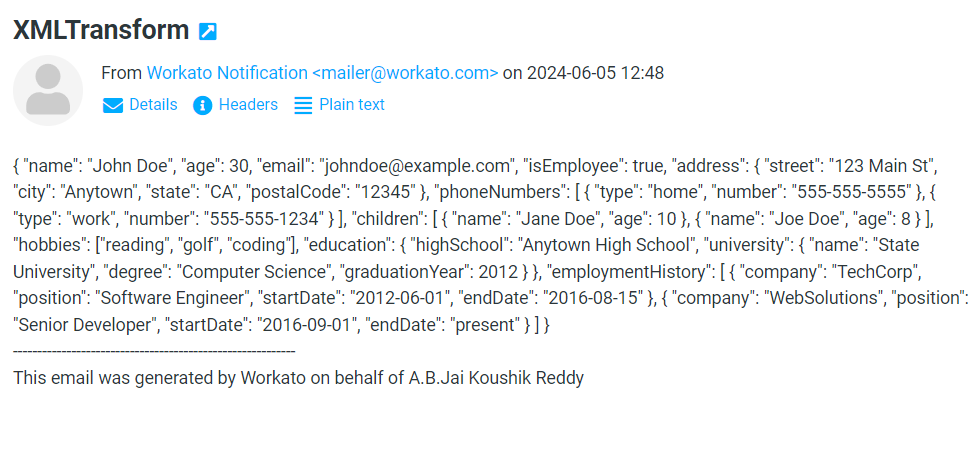 XMLTransform
From Workato Notification <mailer@workato.com> on 2024-06-05 12:48
Details Headers Plain text
{ "name": "John Doe", "age": 30, "email": "johndoe@example.com", "isEmployee": true, "address": { "street": "123 Main St",
"city": "Anytown", "state": "CA", "postalCode": "12345" }, "phoneNumbers": [ { "type": "home", "number": "555-555-5555" }, {
"type": "work", "number": "555-555-1234" } ], "children": [ { "name": "Jane Doe", "age": 10 }, { "name": "Joe Doe", "age": 8 } ],
"hobbies": ["reading", "golf", "coding"], "education": { "highSchool": "Anytown High School", "university": { "name": "State
University", "degree": "Computer Science", "graduationYear": 2012 } }, "employmentHistory": [ { "company": "TechCorp",
"position": "Software Engineer", "startDate": "2012-06-01", "endDate": "2016-08-15" }, { "company": "WebSolutions", "position":
"Senior Developer", "startDate": "2016-09-01", "endDate": "present" } ] }
---------------------------------------------------------
This email was generated by Workato on behalf of A.B.Jai Koushik Reddy